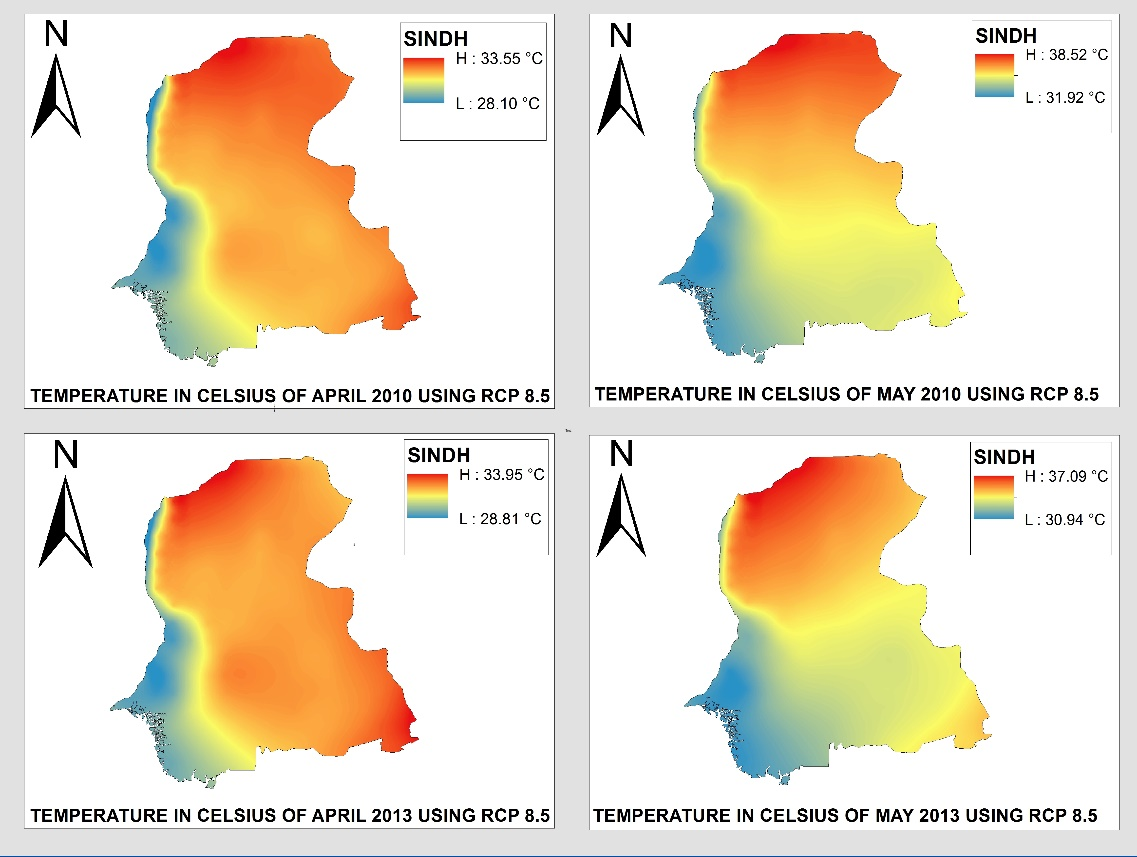 N
SINDH
H : 33.55 °C
L : 28.10 °C
TEMPERATURE IN CELSIUS OF APRIL 2010 USING RCP 8.5
N
SINDH
H : 38.52 °C
L : 31.92 °C
TEMPERATURE IN CELSIUS OF MAY 2010 USING RCP 8.5
N
SINDH
H : 33.95 °C
L : 28.81 °C
TEMPERATURE IN CELSIUS OF APRIL 2013 USING RCP 8.5
N
SINDH
H : 37.09 °C
L : 30.94 °C
TEMPERATURE IN CELSIUS OF MAY 2013 USING RCP 8.5